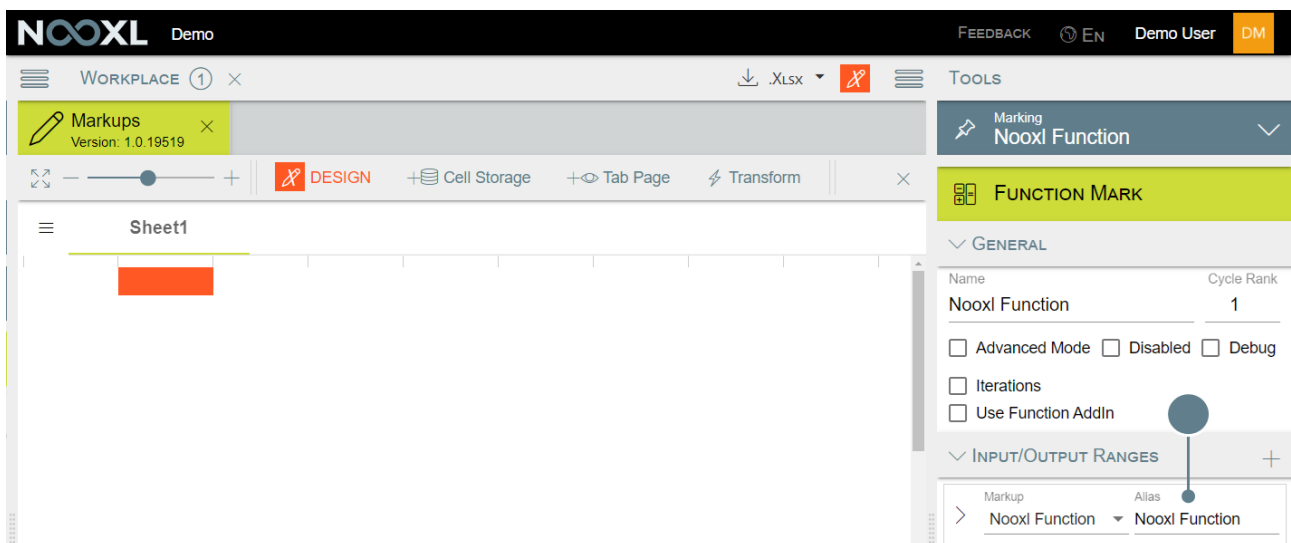 NOOXL Demo FEEDBACK EN Demo User DM
WORKPLACE 1 .XLSX TOOLS
Markups
Version: 1.0.19519
Marking
Nooxl Function
DESIGN Cell Storage Tab Page Transform
FUNCTION MARK
Sheet1
GENERAL
Name Cycle Rank
Nooxl Function 1
Advanced Mode Disabled Debug
Iterations
Use Function AddIn
INPUT/OUTPUT RANGES
Markup Alias
Nooxl Function Nooxl Function